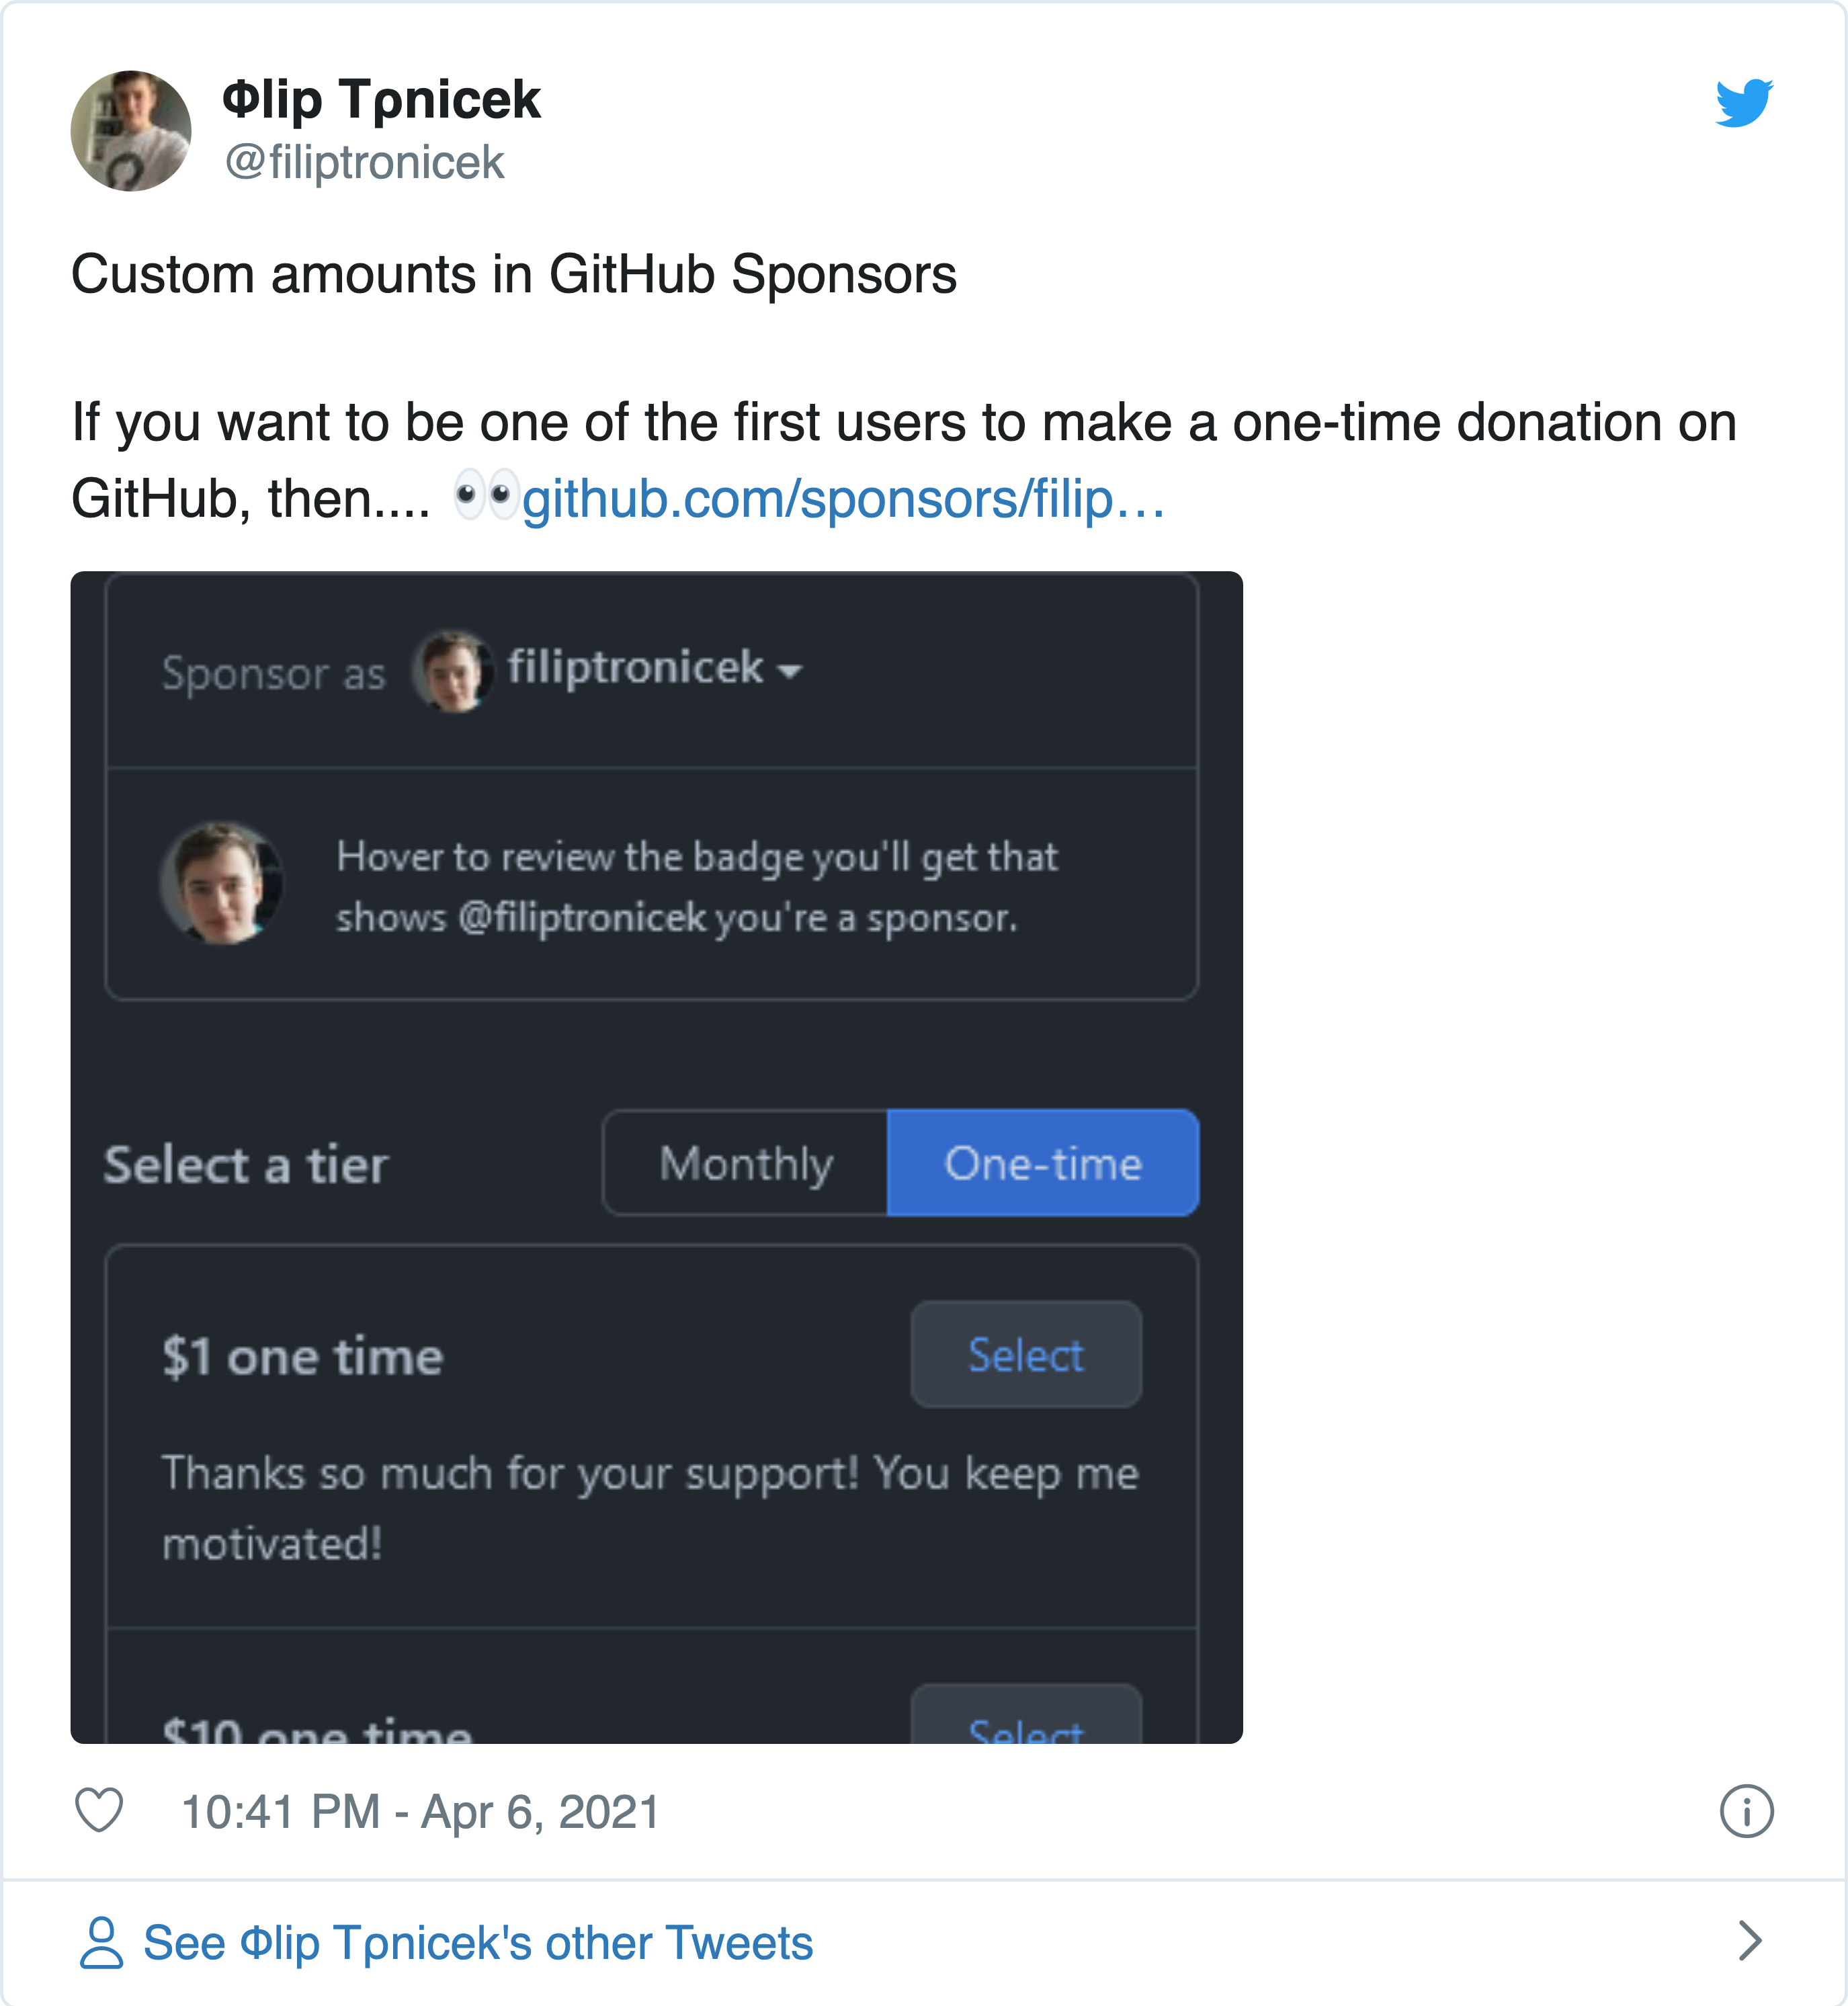 Φlip Tρnicek
@filiptronicek
Custom amounts in GitHub Sponsors
If you want to be one of the first users to make a one-time donation on
GitHub, then.... 👀github.com/sponsors/filip…
Sponsor as filiptronicek
Hover to review the badge you'll get that
shows @filiptronicek you're a sponsor.
Select a tier Monthly One-time
$1 one time Select
Thanks so much for your support! You keep me
motivated!
$10 one time Select
10:41 PM - Apr 6, 2021
See Φlip Tρnicek's other Tweets